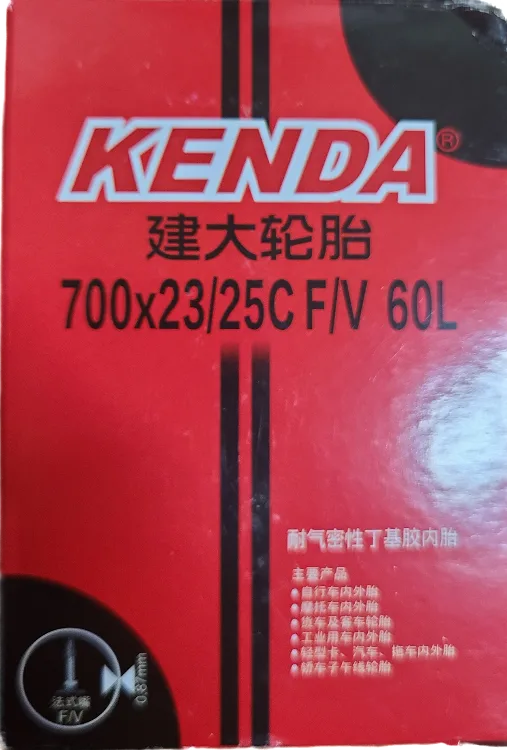 KENDA®
建大轮胎
700x23/25C F/V 60L
耐气密性丁基胶内胎
主要产品
●自行车内外胎
●摩托车内外胎
●货车及客车轮胎
●工业用车内外胎
●轻型卡、汽车、拖车内外胎
●轿车子午线轮胎
法式嘴
F/V
0.87mm